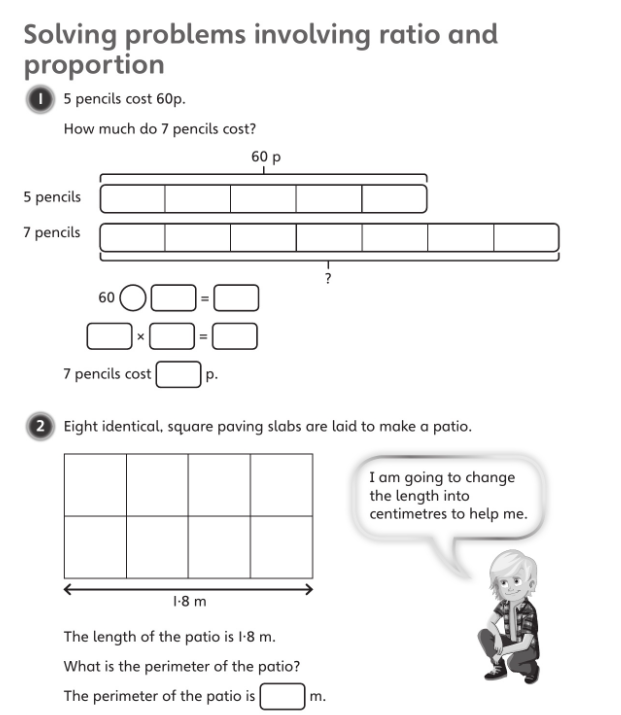 Solving problems involving ratio and
proportion
1 5 pencils cost 60p.
How much do 7 pencils cost?
60 p
5 pencils
7 pencils
?
60 =
× =
7 pencils cost p.
2 Eight identical, square paving slabs are laid to make a patio.
I am going to change
the length into
centimetres to help me.
1·8 m
The length of the patio is 1·8 m.
What is the perimeter of the patio?
The perimeter of the patio is m.